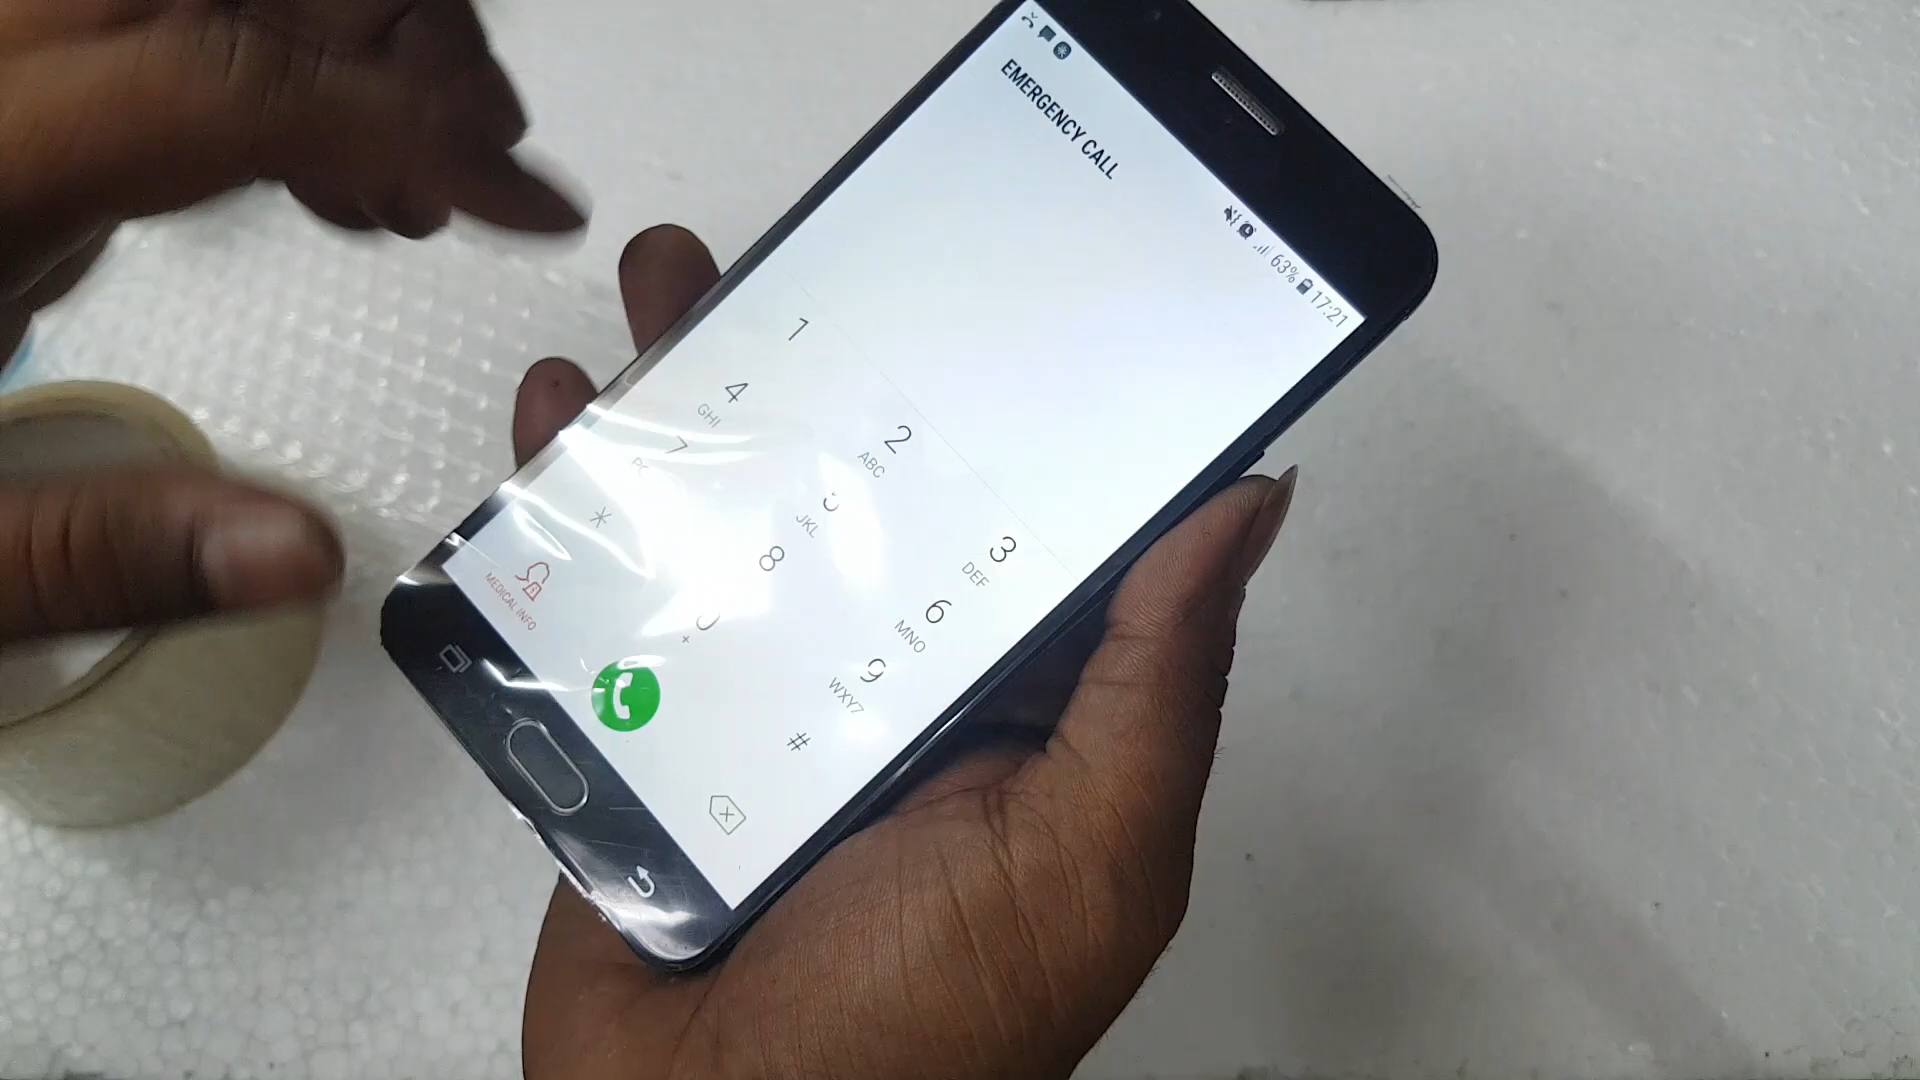 63% 17:21
EMERGENCY CALL
1
2
ABC
3
DEF
4
GHI
JKL
6
MNO
7
8
9
WXYZ
*
+
#
MEDICAL INFO